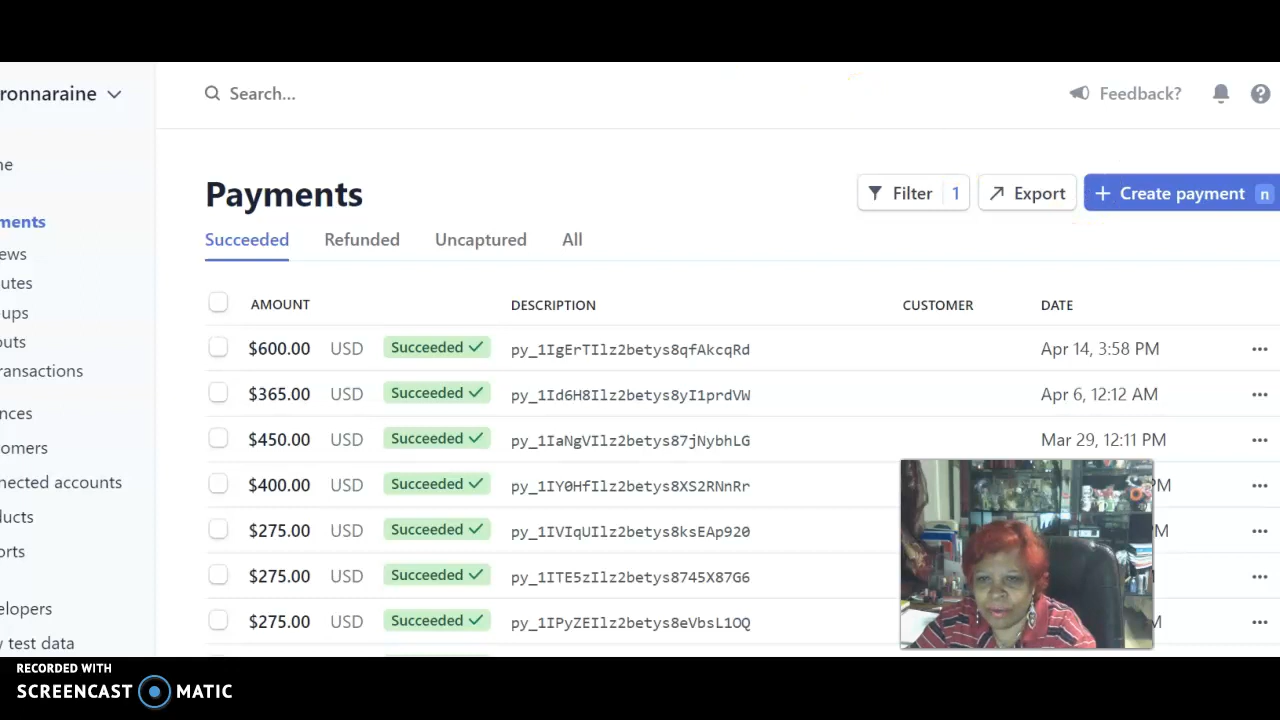 ronnaraine
Search...
Feedback?
ne
ments
ews
utes
ups
outs
ransactions
nces
omers
nected accounts
ducts
orts
elopers
v test data
Payments
Filter 1
Export
+ Create payment n
Succeeded Refunded Uncaptured All
AMOUNT DESCRIPTION CUSTOMER DATE
$600.00 USD Succeeded ✓ py_1IgErTIlz2betys8qfAkcqRd Apr 14, 3:58 PM
$365.00 USD Succeeded ✓ py_1Id6H8Ilz2betys8yI1prdVW Apr 6, 12:12 AM
$450.00 USD Succeeded ✓ py_1IaNgVIlz2betys87jNybhLG Mar 29, 12:11 PM
$400.00 USD Succeeded ✓ py_1IY0HfIlz2betys8XS2RNnRr PM
$275.00 USD Succeeded ✓ py_1IVIqUIlz2betys8ksEAp920 M
$275.00 USD Succeeded ✓ py_1ITE5zIlz2betys8745X87G6
$275.00 USD Succeeded ✓ py_1IPyZEIlz2betys8eVbsL1OQ M
RECORDED WITH
SCREENCAST MATIC